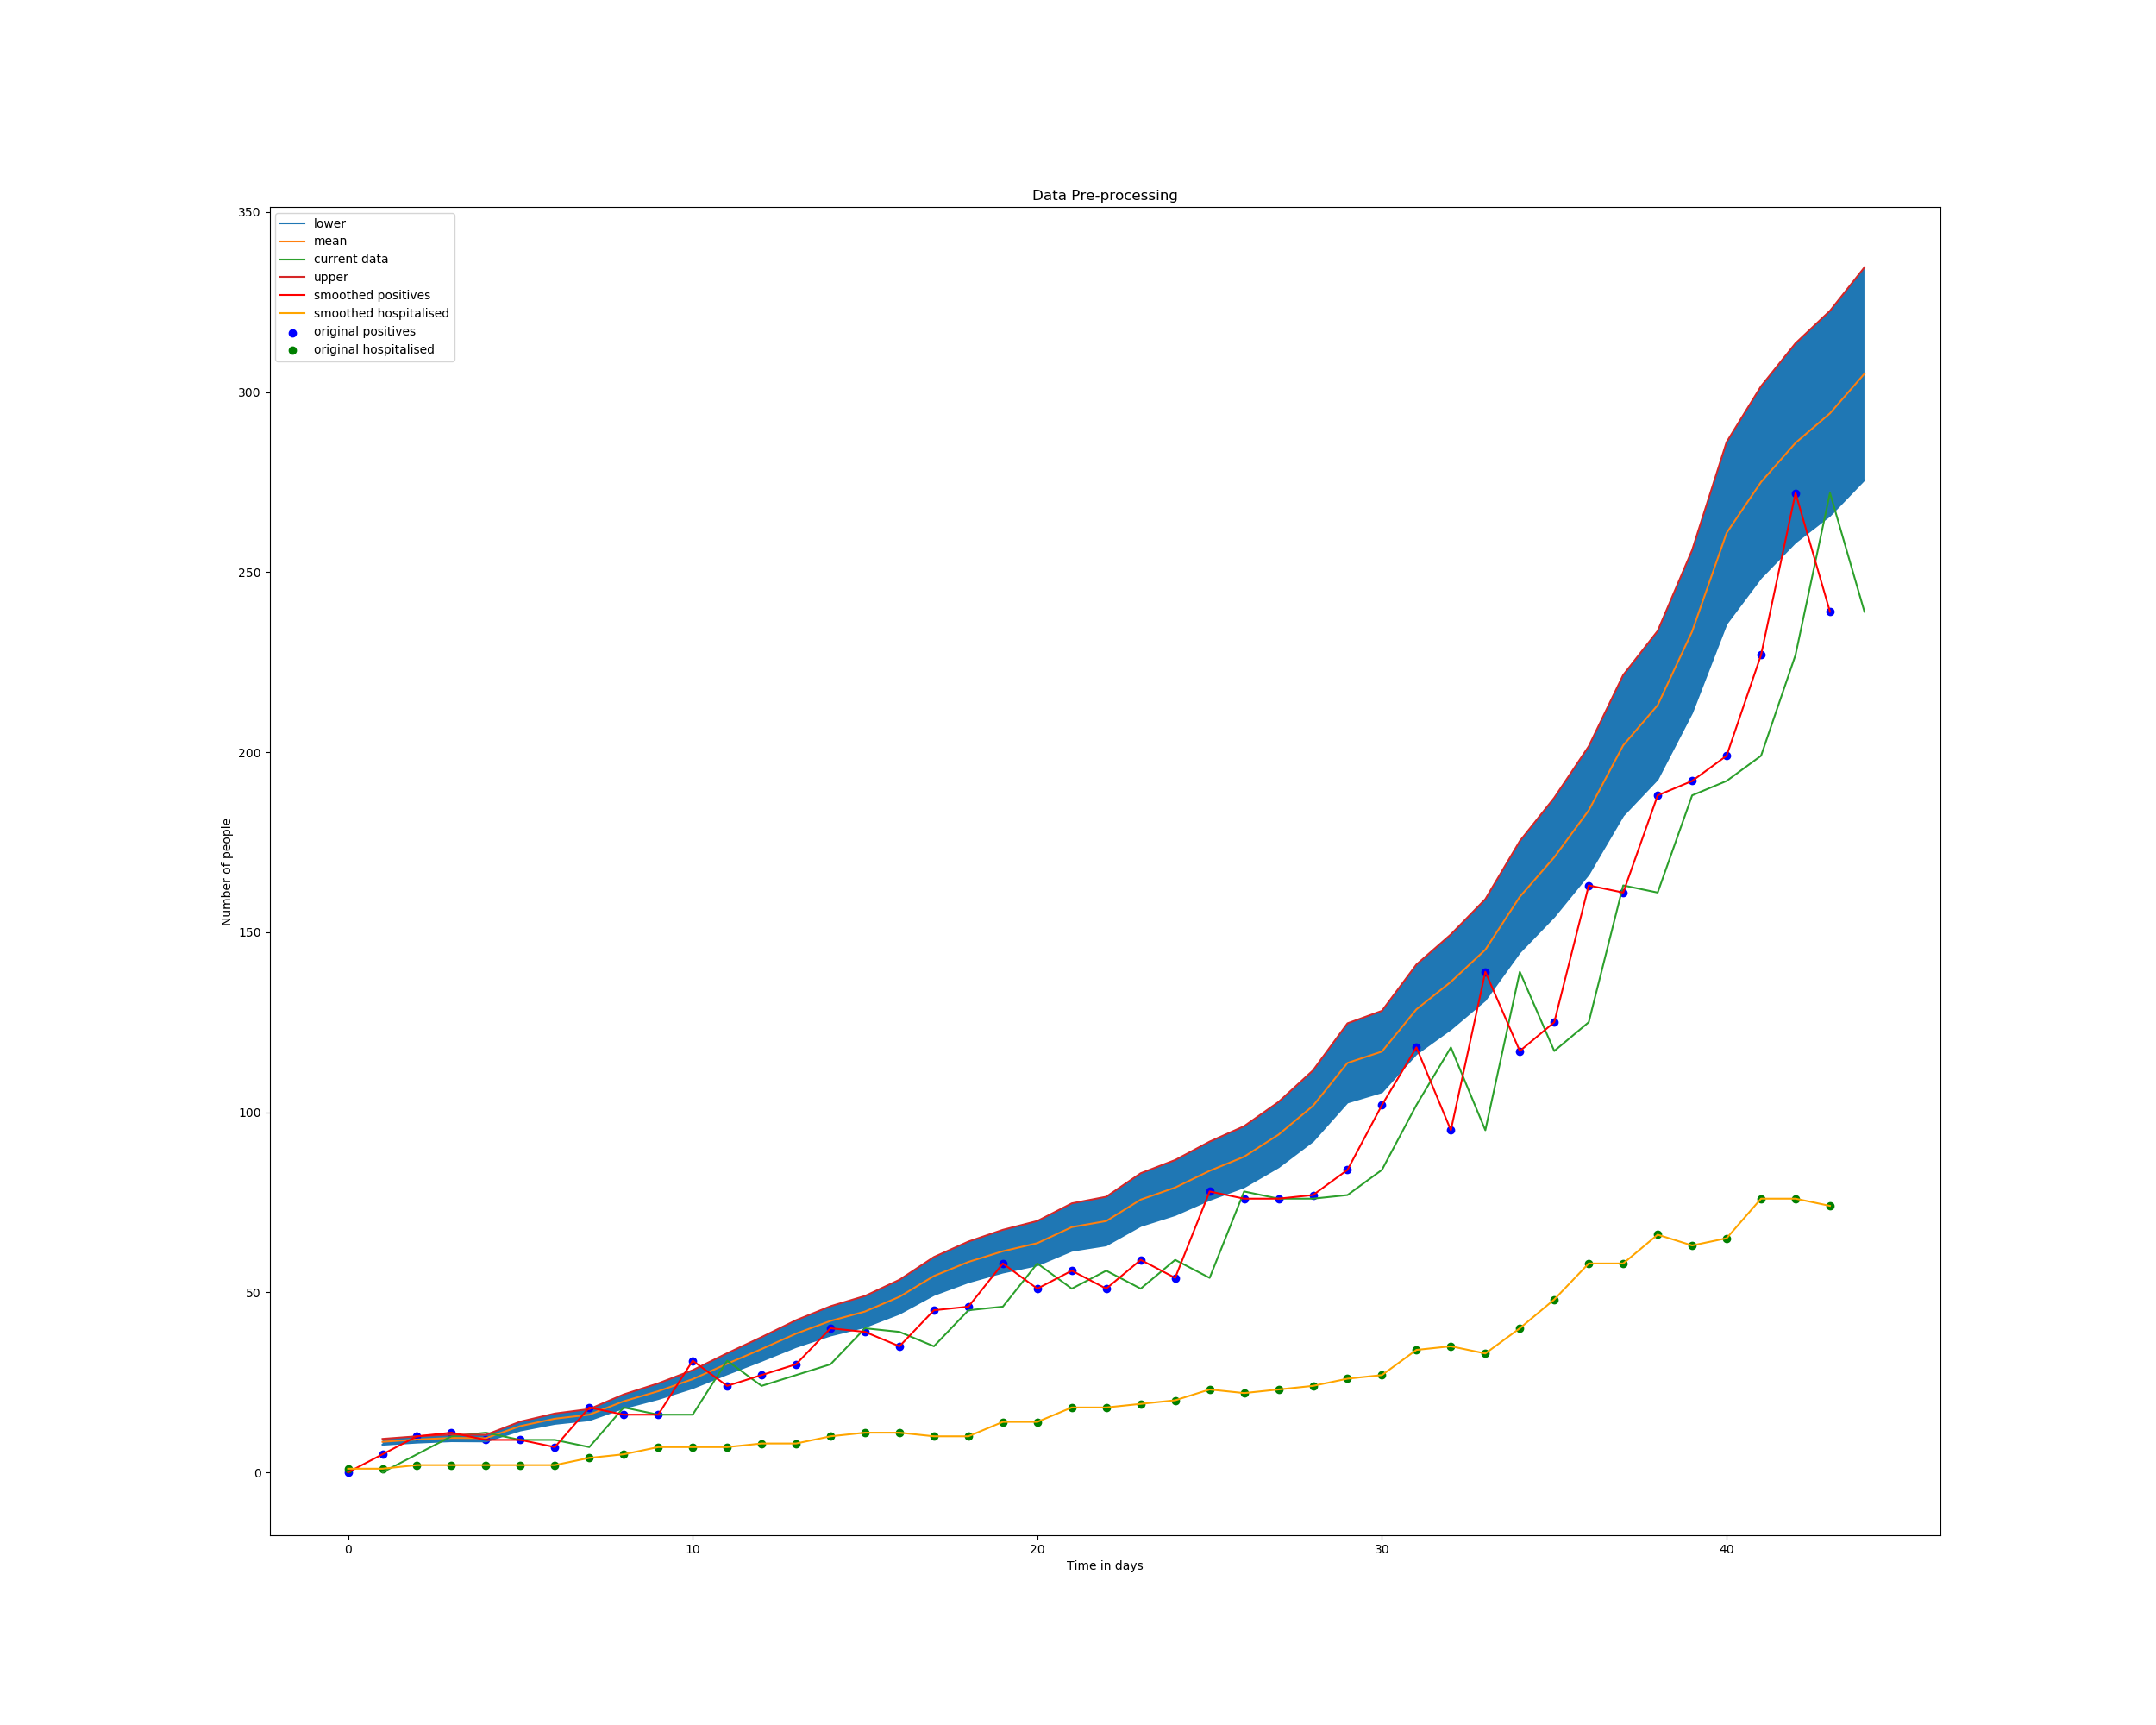 Data Pre-processing
350
300
250
200
150
100
50
0
Number of people
lower
mean
current data
upper
smoothed positives
smoothed hospitalised
original positives
original hospitalised
0 10 20 30 40
Time in days